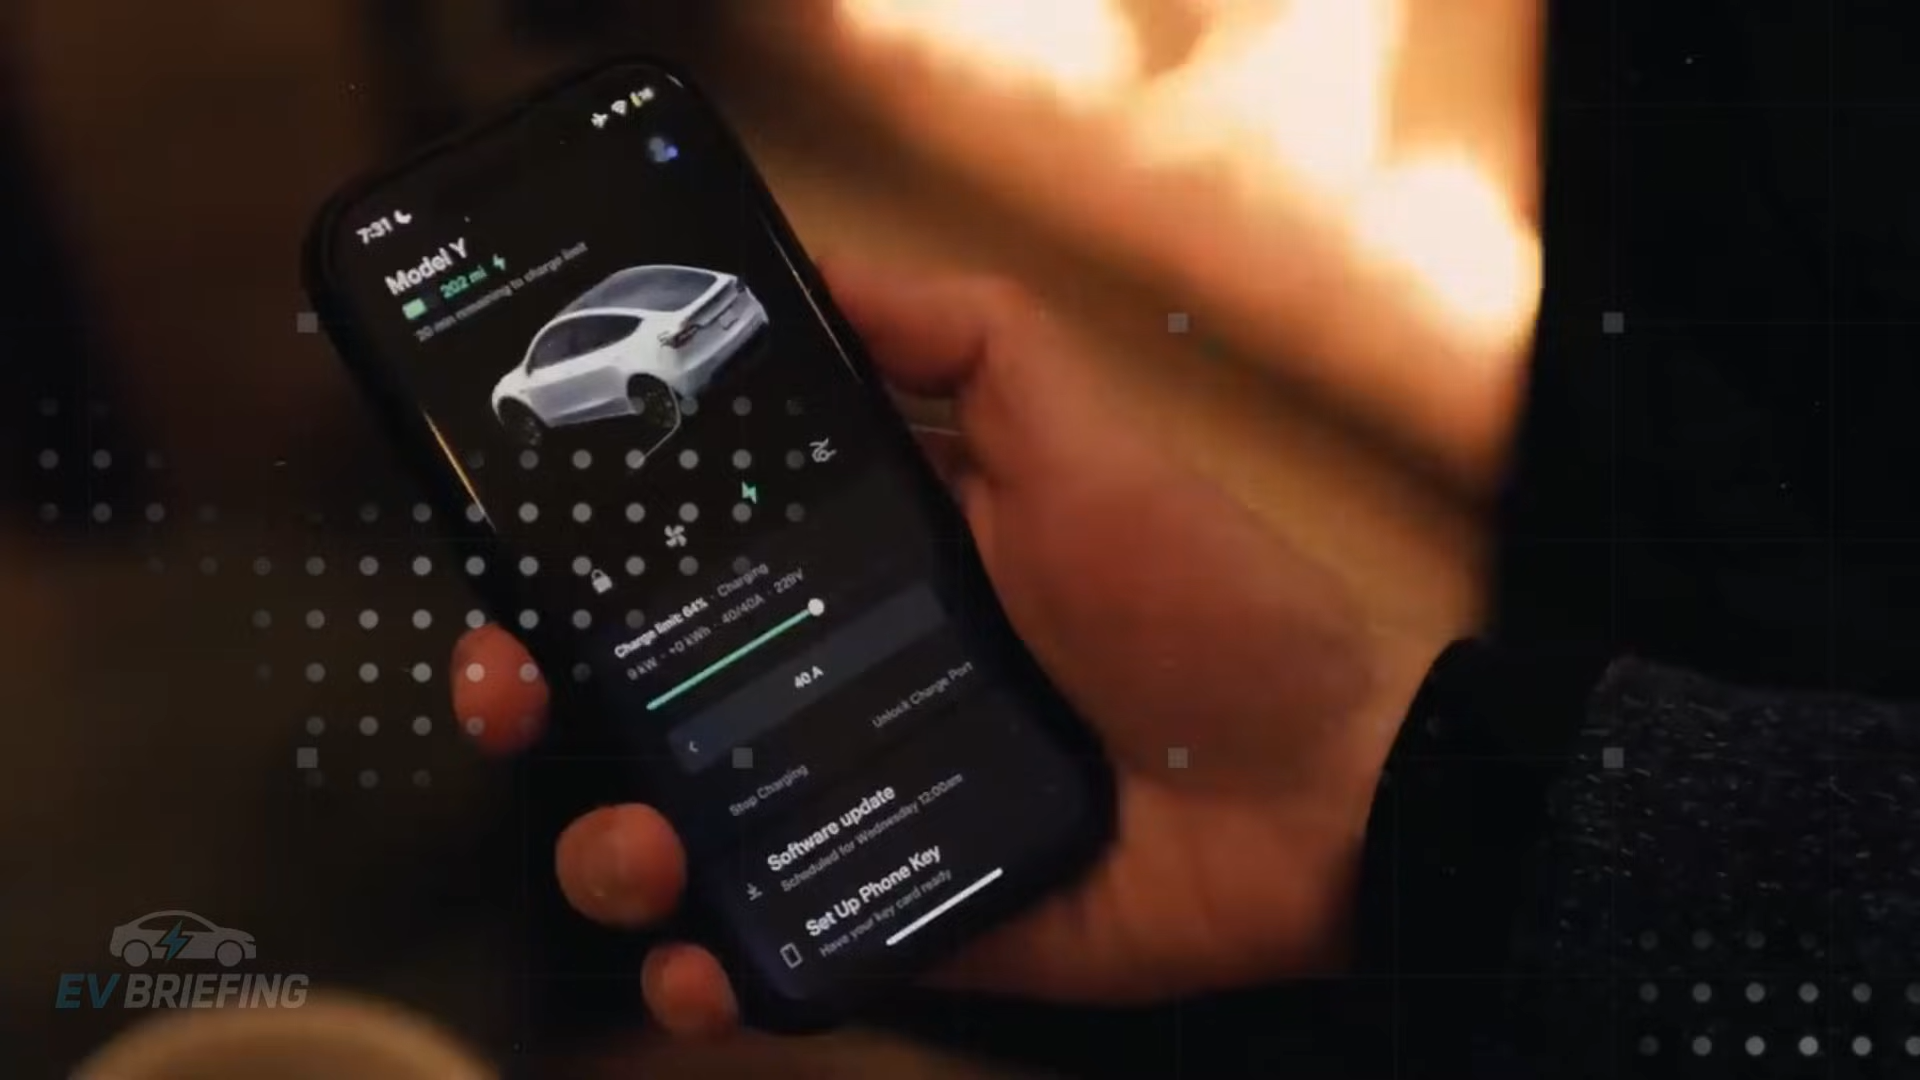 7:31
Model Y
202 mi
20 min remaining to charge limit
Charge limit: 64% · Charging
9 kW · +0 kWh · 40/40A · 229V
40 A
Unlock Charge Port
Stop Charging
Software update
Scheduled for Wednesday 12:00am
Set Up Phone Key
Have your key card ready
EV BRIEFING